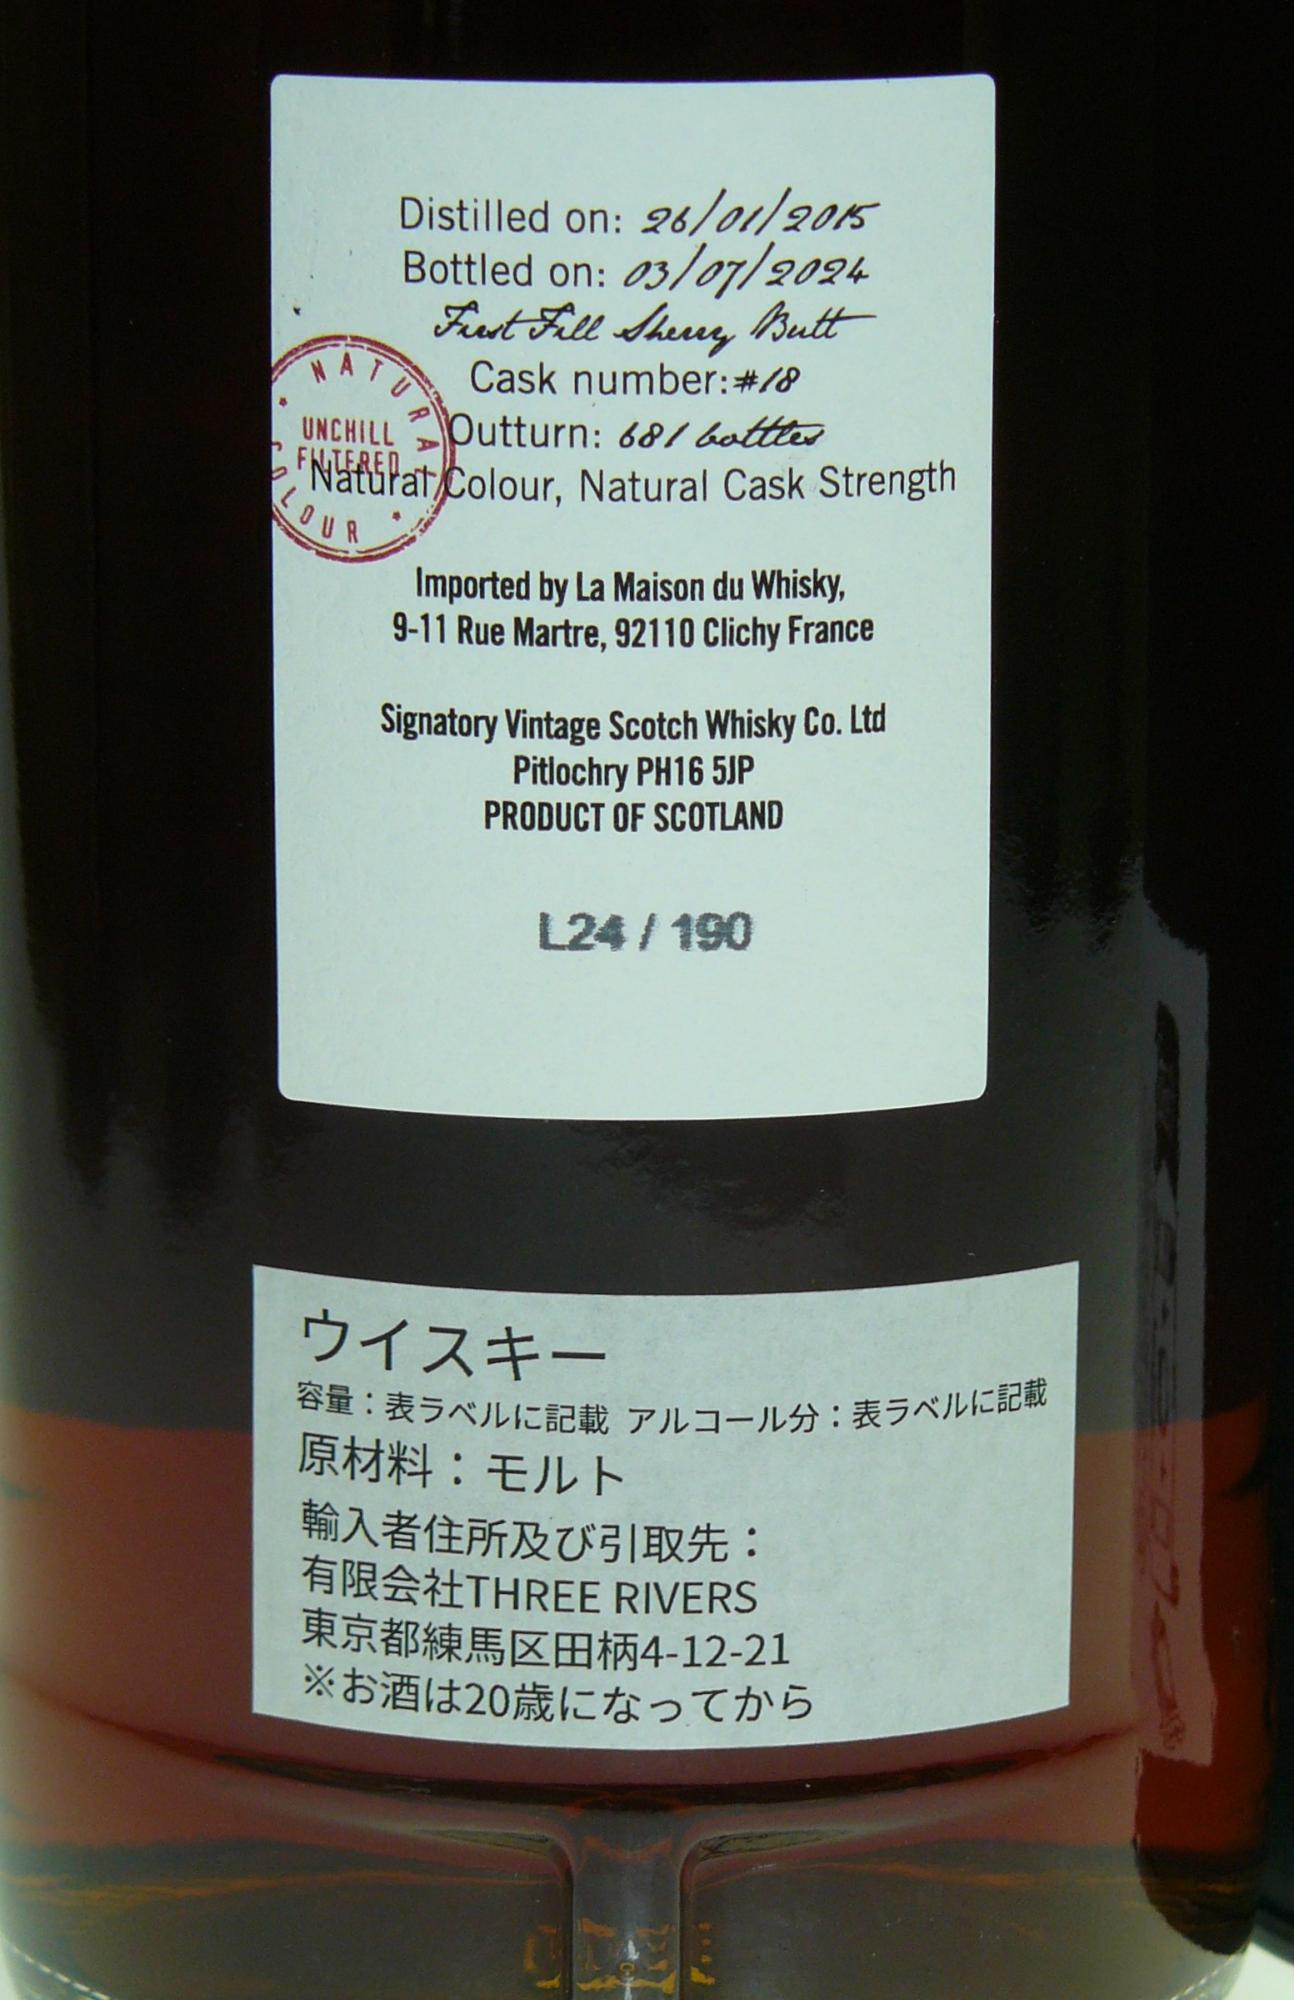 Distilled on: 26/01/2015
Bottled on: 03/07/2024
First Fill Sherry Butt
Cask number:#18
Outturn: 681 bottles
Natural Colour, Natural Cask Strength
NATURAL COLOUR
UNCHILL
FILTERED
Imported by La Maison du Whisky,
9-11 Rue Martre, 92110 Clichy France
Signatory Vintage Scotch Whisky Co. Ltd
Pitlochry PH16 5JP
PRODUCT OF SCOTLAND
L24 / 190
ウイスキー
容量：表ラベルに記載 アルコール分：表ラベルに記載
原材料：モルト
輸入者住所及び引取先：
有限会社THREE RIVERS
東京都練馬区田柄4-12-21
※お酒は20歳になってから